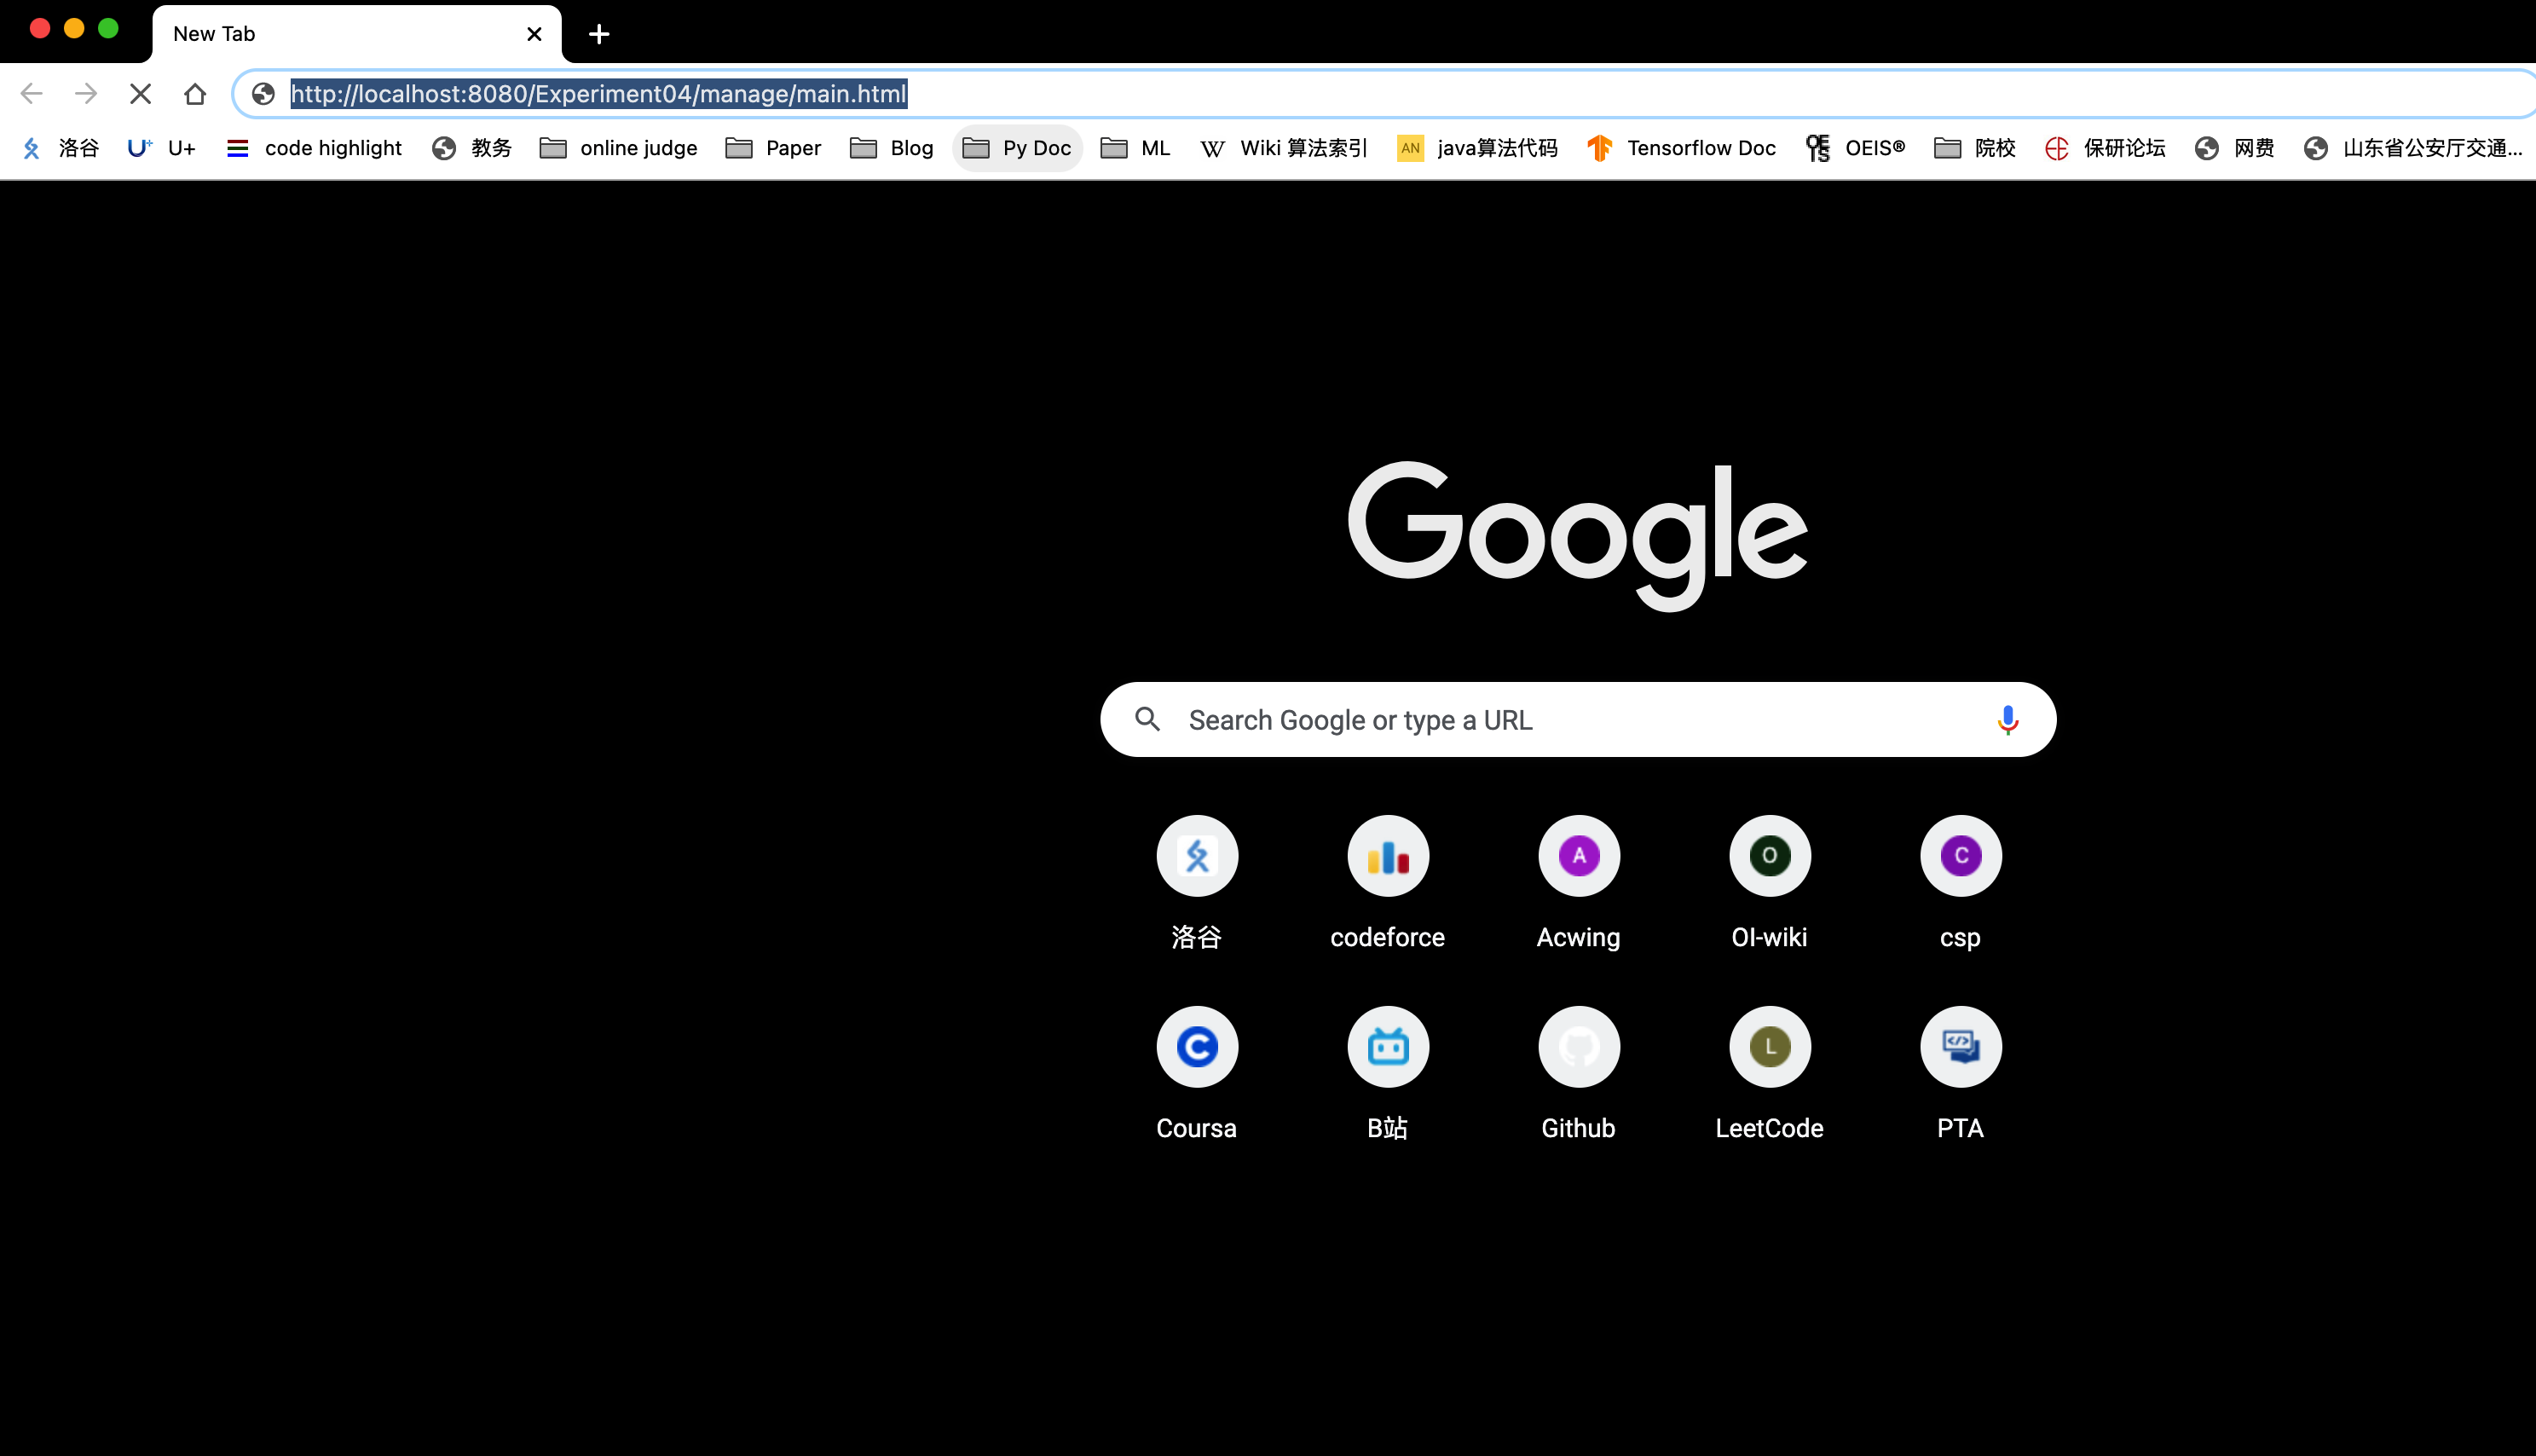 New Tab
http://localhost:8080/Experiment04/manage/main.html
洛谷 U+ U+ code highlight 教务 online judge Paper Blog Py Doc ML W Wiki 算法索引 AN java算法代码 Tensorflow Doc OEIS OEIS® 院校 保研论坛 网费 山东省公安厅交通...
Google
Search Google or type a URL
A O C
洛谷 codeforce Acwing OI-wiki csp
C L </>
Coursa B站 Github LeetCode PTA